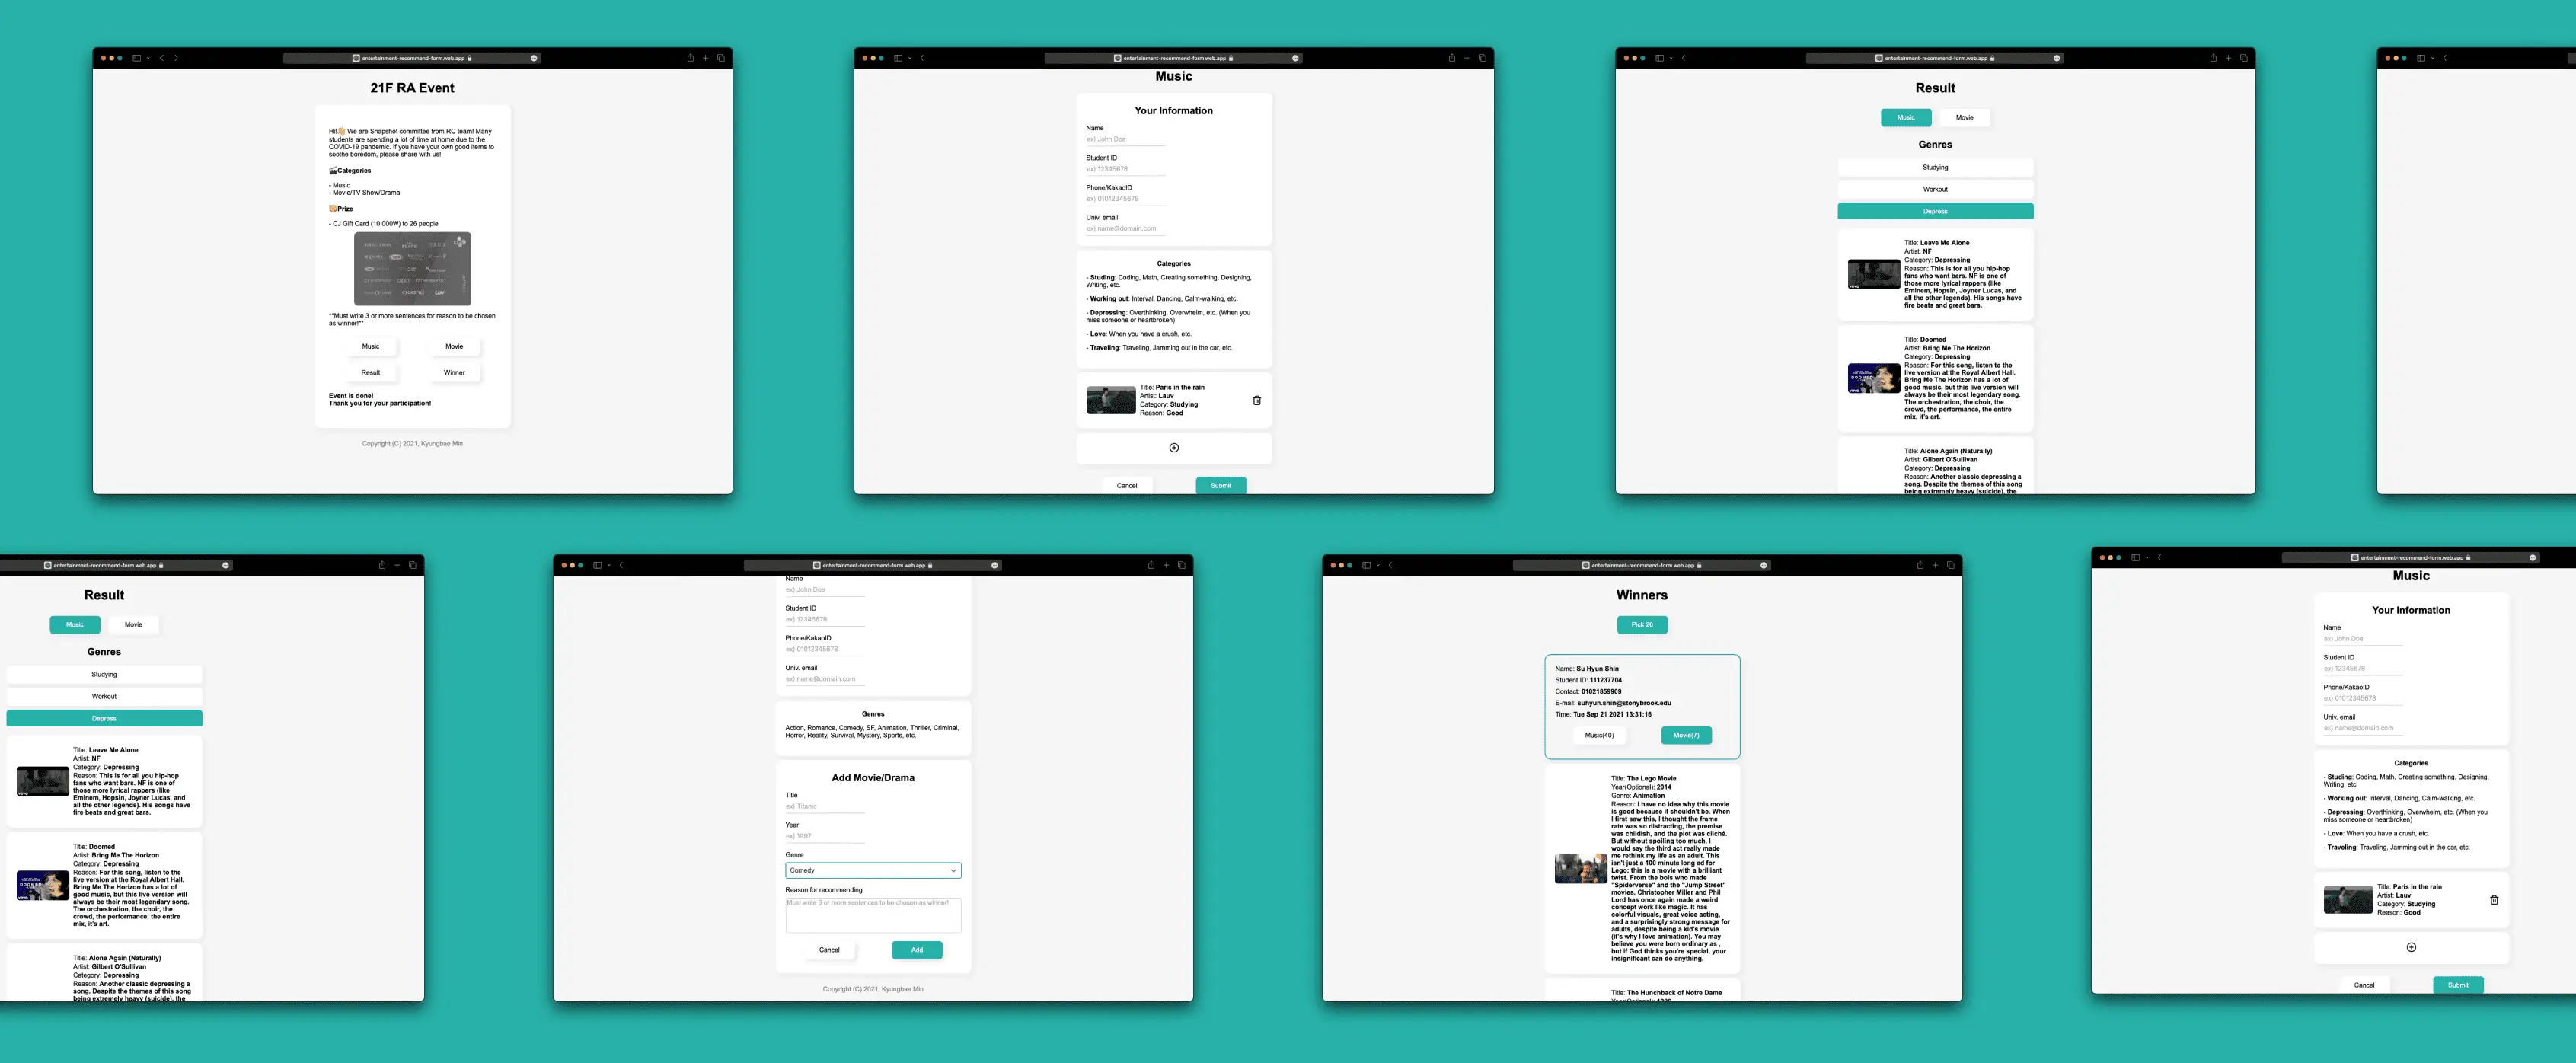 entertainment-recommend-form.web.app
21F RA Event
Hi!👋 We are Snapshot committee from RC team! Many
students are spending a lot of time at home due to the
COVID-19 pandemic. If you have your own good items to
soothe boredom, please share with us!
🎬Categories
- Music
- Movie/TV Show/Drama
Prize
- CJ Gift Card (10,000₩) to 26 people
**Must write 3 or more sentences for reason to be chosen
as winner!**
Music
Movie
Result
Winner
Event is done!
Thank you for your participation!
Copyright (C) 2021, Kyungbae Min
entertainment-recommend-form.web.app
Music
Your Information
Name
ex) John Doe
Student ID
ex) 12345678
Phone/KakaoID
ex) 01012345678
Univ. email
ex) name@domain.com
Categories
- Studing: Coding, Math, Creating something, Designing,
Writing, etc.
- Working out: Interval, Dancing, Calm-walking, etc.
- Depressing: Overthinking, Overwhelm, etc. (When you
miss someone or heartbroken)
- Love: When you have a crush, etc.
- Traveling: Traveling, Jamming out in the car, etc.
Title: Paris in the rain
Artist: Lauv
Category: Studying
Reason: Good
Cancel
Submit
entertainment-recommend-form.web.app
Result
Music
Movie
Genres
Studying
Workout
Depress
Title: Leave Me Alone
Artist: NF
Category: Depressing
Reason: This is for all you hip-hop
fans who want bars. NF is one of
those more lyrical rappers (like
Eminem, Hopsin, Joyner Lucas, and
all the other legends). His songs have
fire beats and great bars.
Title: Doomed
Artist: Bring Me The Horizon
Category: Depressing
Reason: For this song, listen to the
live version at the Royal Albert Hall.
Bring Me The Horizon has a lot of
good music, but this live version will
always be their most legendary song.
The orchestration, the choir, the
crowd, the performance, the entire
mix, it's art.
Title: Alone Again (Naturally)
Artist: Gilbert O'Sullivan
Category: Depressing
Reason: Another classic depressing a
song. Despite the themes of this song
being extremely heavy (suicide), the
entertainment-recommend-form.web.app
Result
Music
Movie
Genres
Studying
Workout
Depress
Title: Leave Me Alone
Artist: NF
Category: Depressing
Reason: This is for all you hip-hop
fans who want bars. NF is one of
those more lyrical rappers (like
Eminem, Hopsin, Joyner Lucas, and
all the other legends). His songs have
fire beats and great bars.
Title: Doomed
Artist: Bring Me The Horizon
Category: Depressing
Reason: For this song, listen to the
live version at the Royal Albert Hall.
Bring Me The Horizon has a lot of
good music, but this live version will
always be their most legendary song.
The orchestration, the choir, the
crowd, the performance, the entire
mix, it's art.
Title: Alone Again (Naturally)
Artist: Gilbert O'Sullivan
Category: Depressing
Reason: Another classic depressing a
song. Despite the themes of this song
being extremely heavy (suicide), the
entertainment-recommend-form.web.app
Name
ex) John Doe
Student ID
ex) 12345678
Phone/KakaoID
ex) 01012345678
Univ. email
ex) name@domain.com
Genres
Action, Romance, Comedy, SF, Animation, Thriller, Criminal,
Horror, Reality, Survival, Mystery, Sports, etc.
Add Movie/Drama
Title
ex) Titanic
Year
ex) 1997
Genre
Comedy
Reason for recommending
Must write 3 or more sentences to be chosen as winner!
Cancel
Add
Copyright (C) 2021, Kyungbae Min
entertainment-recommend-form.web.app
Winners
Pick 26
Name: Su Hyun Shin
Student ID: 111237704
Contact: 01021859909
E-mail: suhyun.shin@stonybrook.edu
Time: Tue Sep 21 2021 13:31:16
Music(40)
Movie(7)
Title: The Lego Movie
Year(Optional): 2014
Genre: Animation
Reason: I have no idea why this movie
is good because it shouldn't be. When
I first saw this, I thought the frame
rate was so distracting, the premise
was childish, and the plot was cliché.
But without spoiling too much, I
would say the third act really made
me rethink my life as an adult. This
isn't just a 100 minute long ad for
Lego; this is a movie with a brilliant
twist. From the bois who made
"Spiderverse" and the "Jump Street"
movies, Christopher Miller and Phil
Lord has once again made a weird
concept work like magic. It has
colorful visuals, great voice acting,
and a surprisingly strong message for
adults, despite being a kid's movie
(it's why I love animation). You may
believe you were born ordinary as ,
but if God thinks you're special, your
insignificant can do anything.
Title: The Hunchback of Notre Dame
Year(Optional): 1996
entertainment-recommend-form.web.app
Music
Your Information
Name
ex) John Doe
Student ID
ex) 12345678
Phone/KakaoID
ex) 01012345678
Univ. email
ex) name@domain.com
Categories
- Studing: Coding, Math, Creating something, Designing,
Writing, etc.
- Working out: Interval, Dancing, Calm-walking, etc.
- Depressing: Overthinking, Overwhelm, etc. (When you
miss someone or heartbroken)
- Love: When you have a crush, etc.
- Traveling: Traveling, Jamming out in the car, etc.
Title: Paris in the rain
Artist: Lauv
Category: Studying
Reason: Good
Cancel
Submit